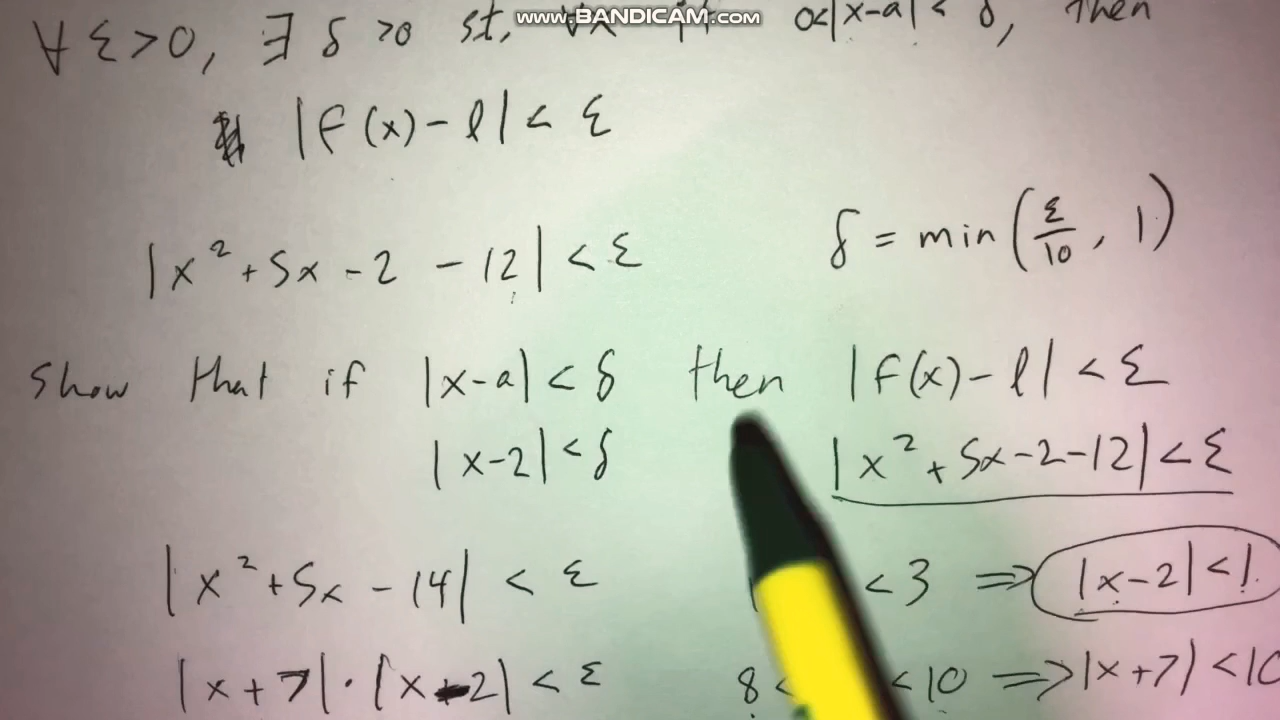 www.BANDICAM.com
∀ ε > 0, ∃ δ > 0 st, ∀x if 0<|x-a| < δ, then
|f(x) - l| < ε
|x² + 5x - 2 - 12| < ε
δ = min(ε/10, 1)
Show that if |x-a| < δ then |f(x) - l| < ε
|x-2| < δ |x² + 5x - 2 - 12| < ε
|x² + 5x - 14| < ε < 3 ⇒ |x-2| < 1
|x+7| · |x-2| < ε 8 < < 10 ⇒ |x+7| < 10